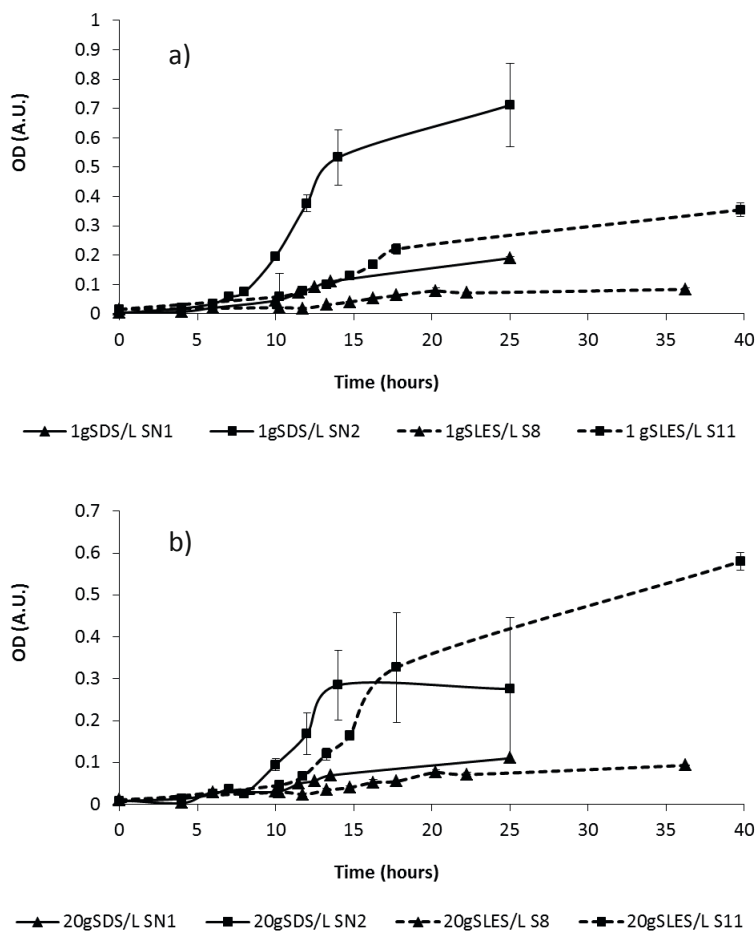 a)
OD (A.U.)
1
0.9
0.8
0.7
0.6
0.5
0.4
0.3
0.2
0.1
0
0 5 10 15 20 25 30 35 40
Time (hours)
1gSDS/L SN1 1gSDS/L SN2 1gSLES/L S8 1 gSLES/L S11
b)
OD (A.U.)
0.7
0.6
0.5
0.4
0.3
0.2
0.1
0
0 5 10 15 20 25 30 35 40
Time (hours)
20gSDS/L SN1 20gSDS/L SN2 20gSLES/L S8 20gSLES/L S11